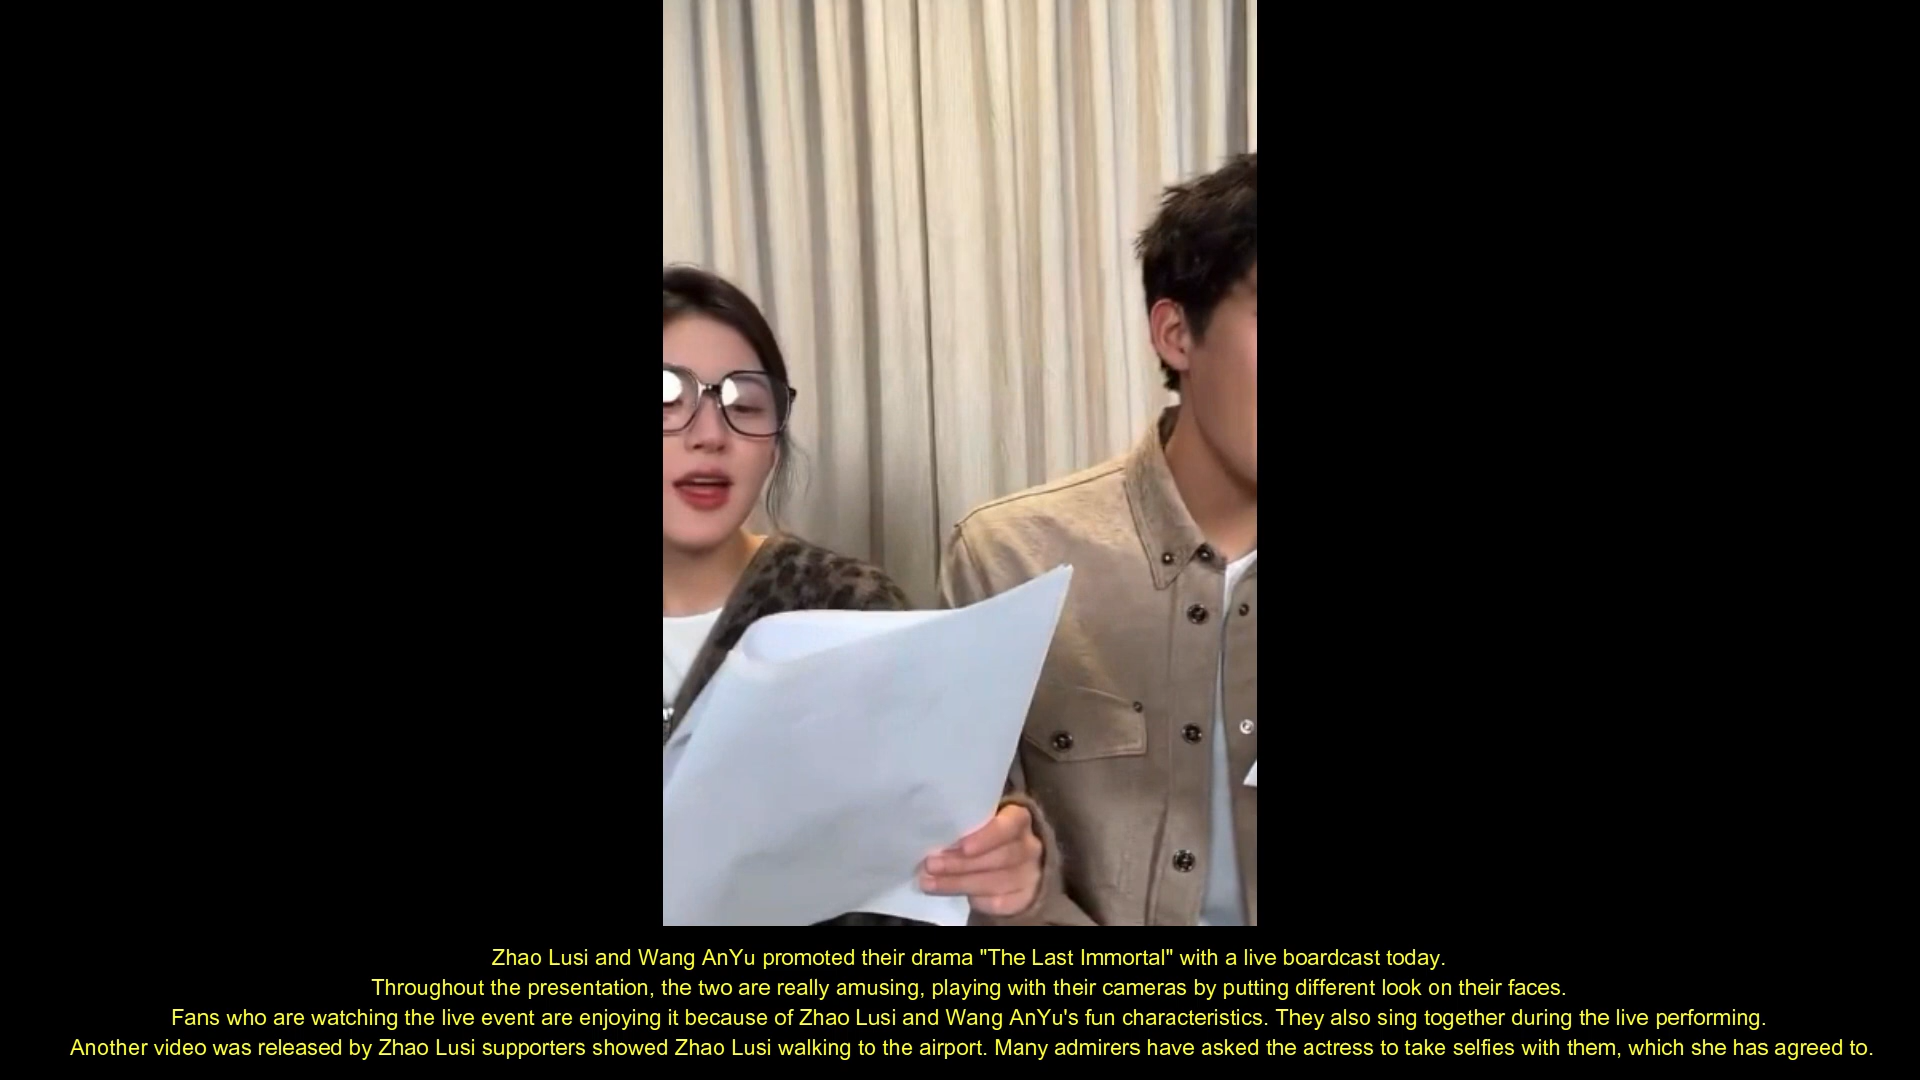 Zhao Lusi and Wang AnYu promoted their drama "The Last Immortal" with a live boardcast today.
Throughout the presentation, the two are really amusing, playing with their cameras by putting different look on their faces.
Fans who are watching the live event are enjoying it because of Zhao Lusi and Wang AnYu's fun characteristics. They also sing together during the live performing.
Another video was released by Zhao Lusi supporters showed Zhao Lusi walking to the airport. Many admirers have asked the actress to take selfies with them, which she has agreed to.